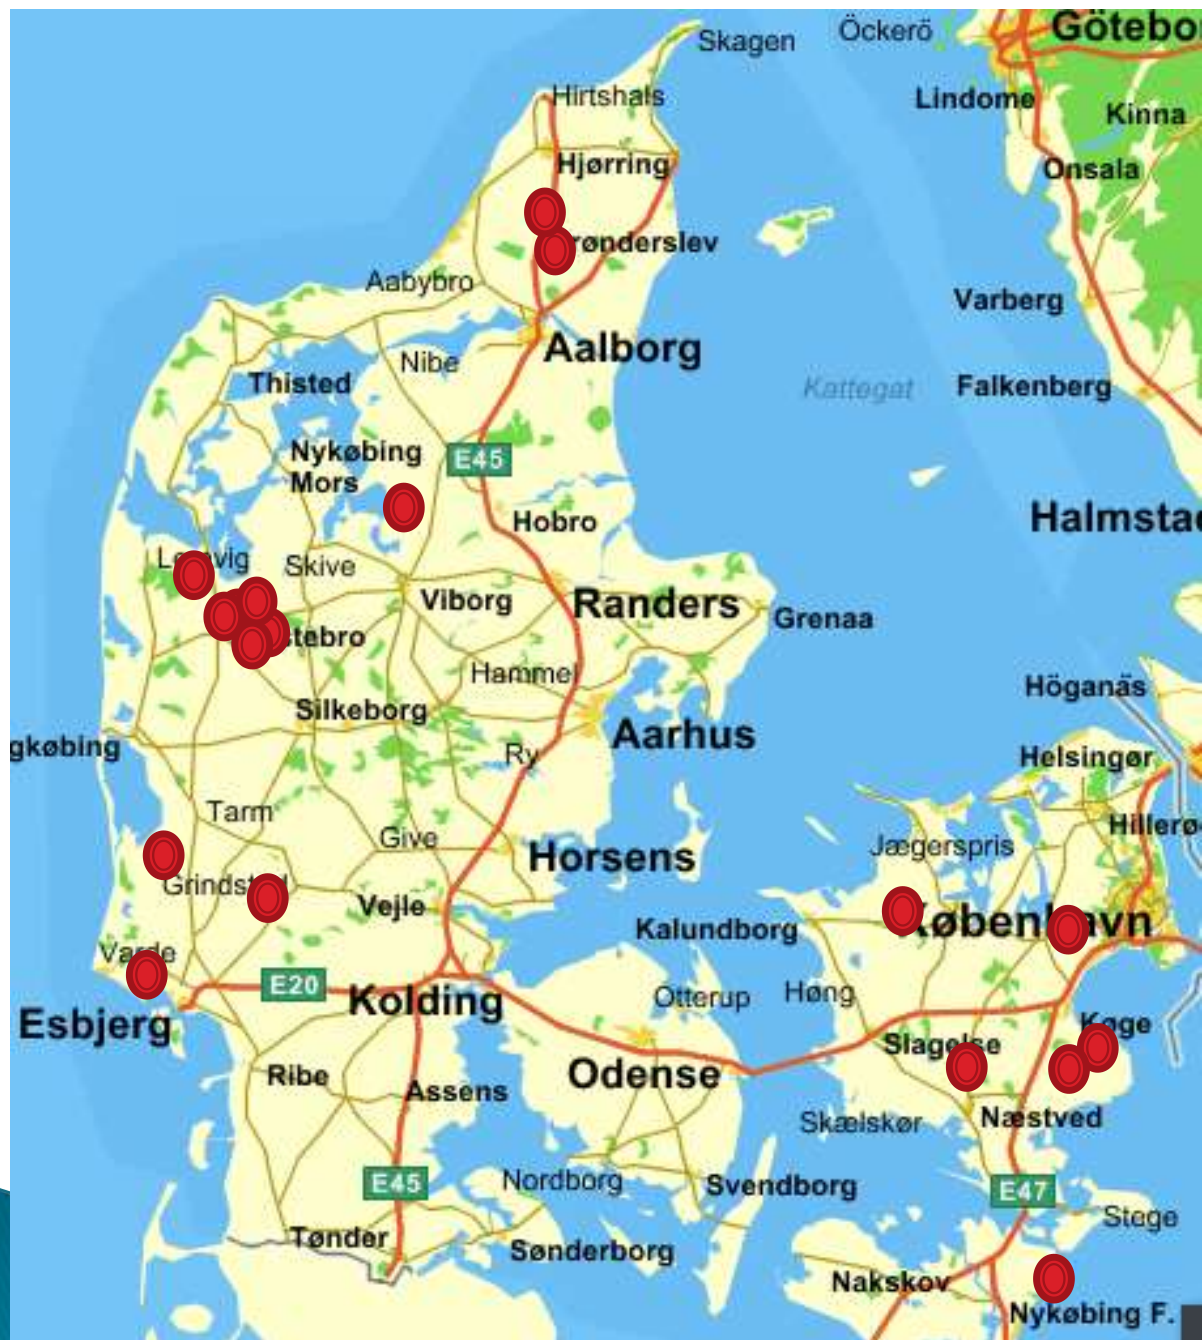 Skagen
Öckerö
Götebo
Hirtshals
Lindome
Kinna
Hjørring
Onsala
rønderslev
Aabybro
Varberg
Aalborg
Nibe
Thisted
Kattegat
Falkenberg
Nykøbing
Mors
E45
Hobro
Halmsta
Skive
Viborg
Randers
Grenaa
stebro
Hammel
Höganäs
Silkeborg
Aarhus
gkøbing
Ry
Helsingør
Tarm
Give
Hillerø
Jægerspris
Horsens
Vejle
Kalundborg
E20
Kolding
Otterup
Høng
Esbjerg
Køge
Odense
Ribe
Assens
Skælskør
Næstved
E45
Nordborg
Svendborg
E47
Stege
Tønder
Sønderborg
Nakskov
Nykøbing F.